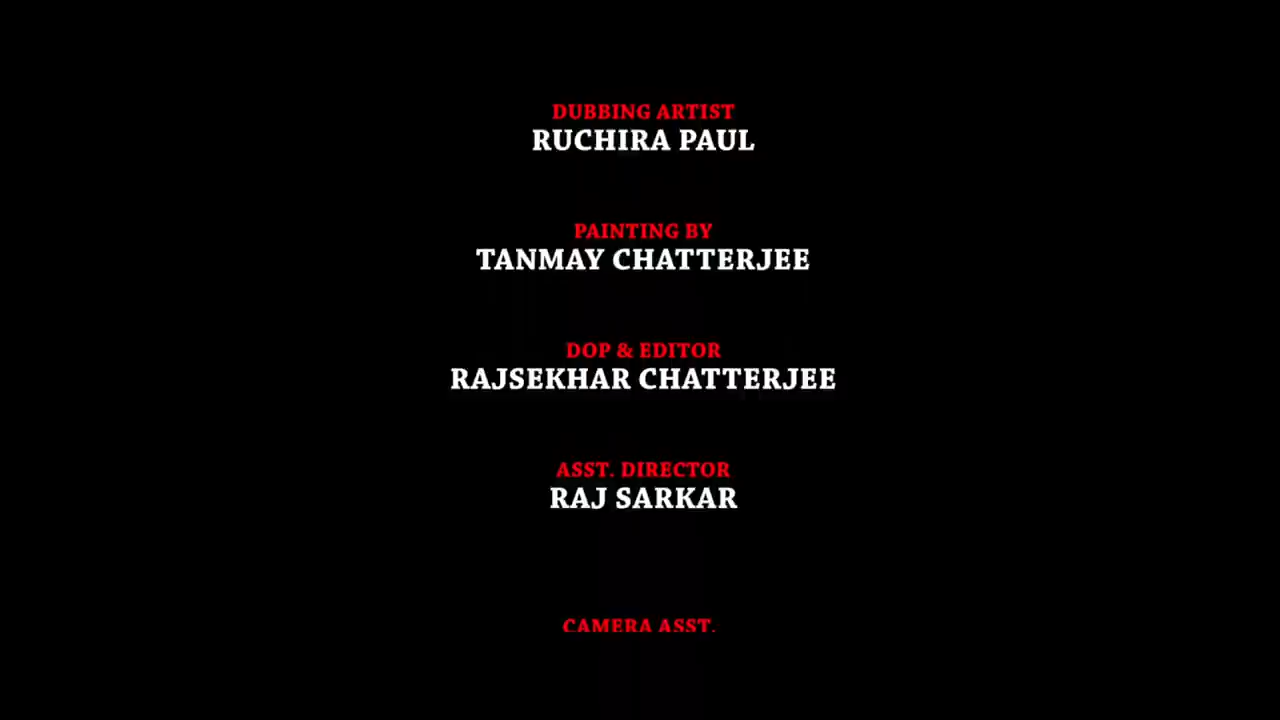 DUBBING ARTIST
RUCHIRA PAUL
PAINTING BY
TANMAY CHATTERJEE
DOP & EDITOR
RAJSEKHAR CHATTERJEE
ASST. DIRECTOR
RAJ SARKAR
CAMERA ASST.